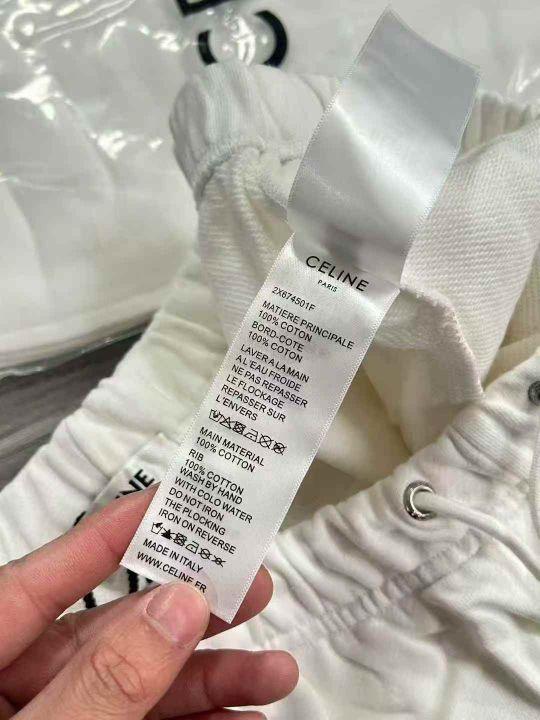 CELINE
PARIS
2X674501F
MATIERE PRINCIPALE
100% COTON
BORD-COTE
100% COTON
LAVER A LA MAIN
A L'EAU FROIDE
NE PAS REPASSER
LE FLOCKAGE
REPASSER SUR
L'ENVERS
MAIN MATERIAL
100% COTTON
RIB
100% COTTON
WASH BY HAND
WITH COLD WATER
DO NOT IRON
THE PLOCKING
IRON ON REVERSE
MADE IN ITALY
WWW.CELINE.FR